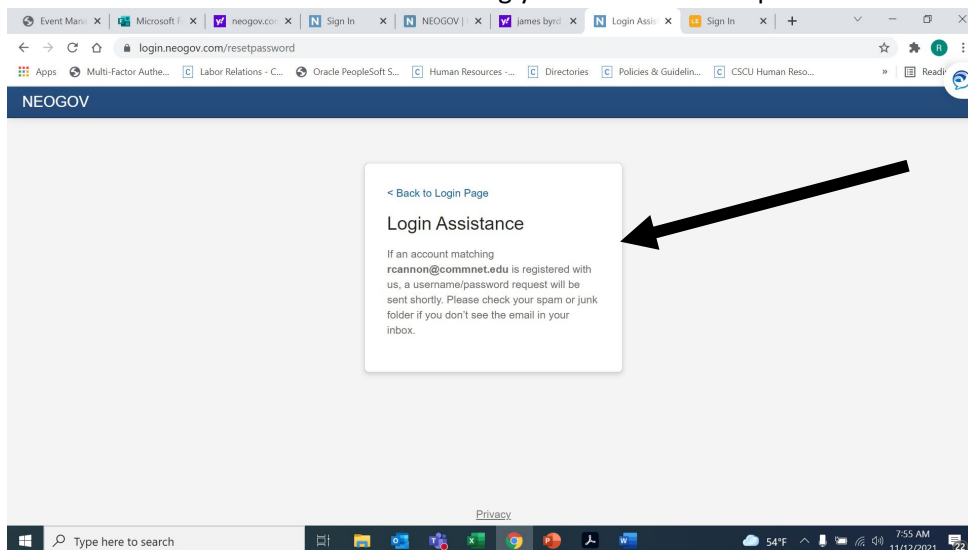 Event Mana
Microsoft F
neogov.con
Sign In
NEOGOV |
james byrd
Login Assis
Sign In
login.neogov.com/resetpassword
R
Apps
Multi-Factor Authe...
Labor Relations - C...
Oracle PeopleSoft S...
Human Resources -...
Directories
Policies & Guidelin...
CSCU Human Reso...
»
Readi
NEOGOV
< Back to Login Page
Login Assistance
If an account matching
rcannon@commnet.edu is registered with
us, a username/password request will be
sent shortly. Please check your spam or junk
folder if you don't see the email in your
inbox.
Privacy
Type here to search
54°F
7:55 AM
11/12/2021
22